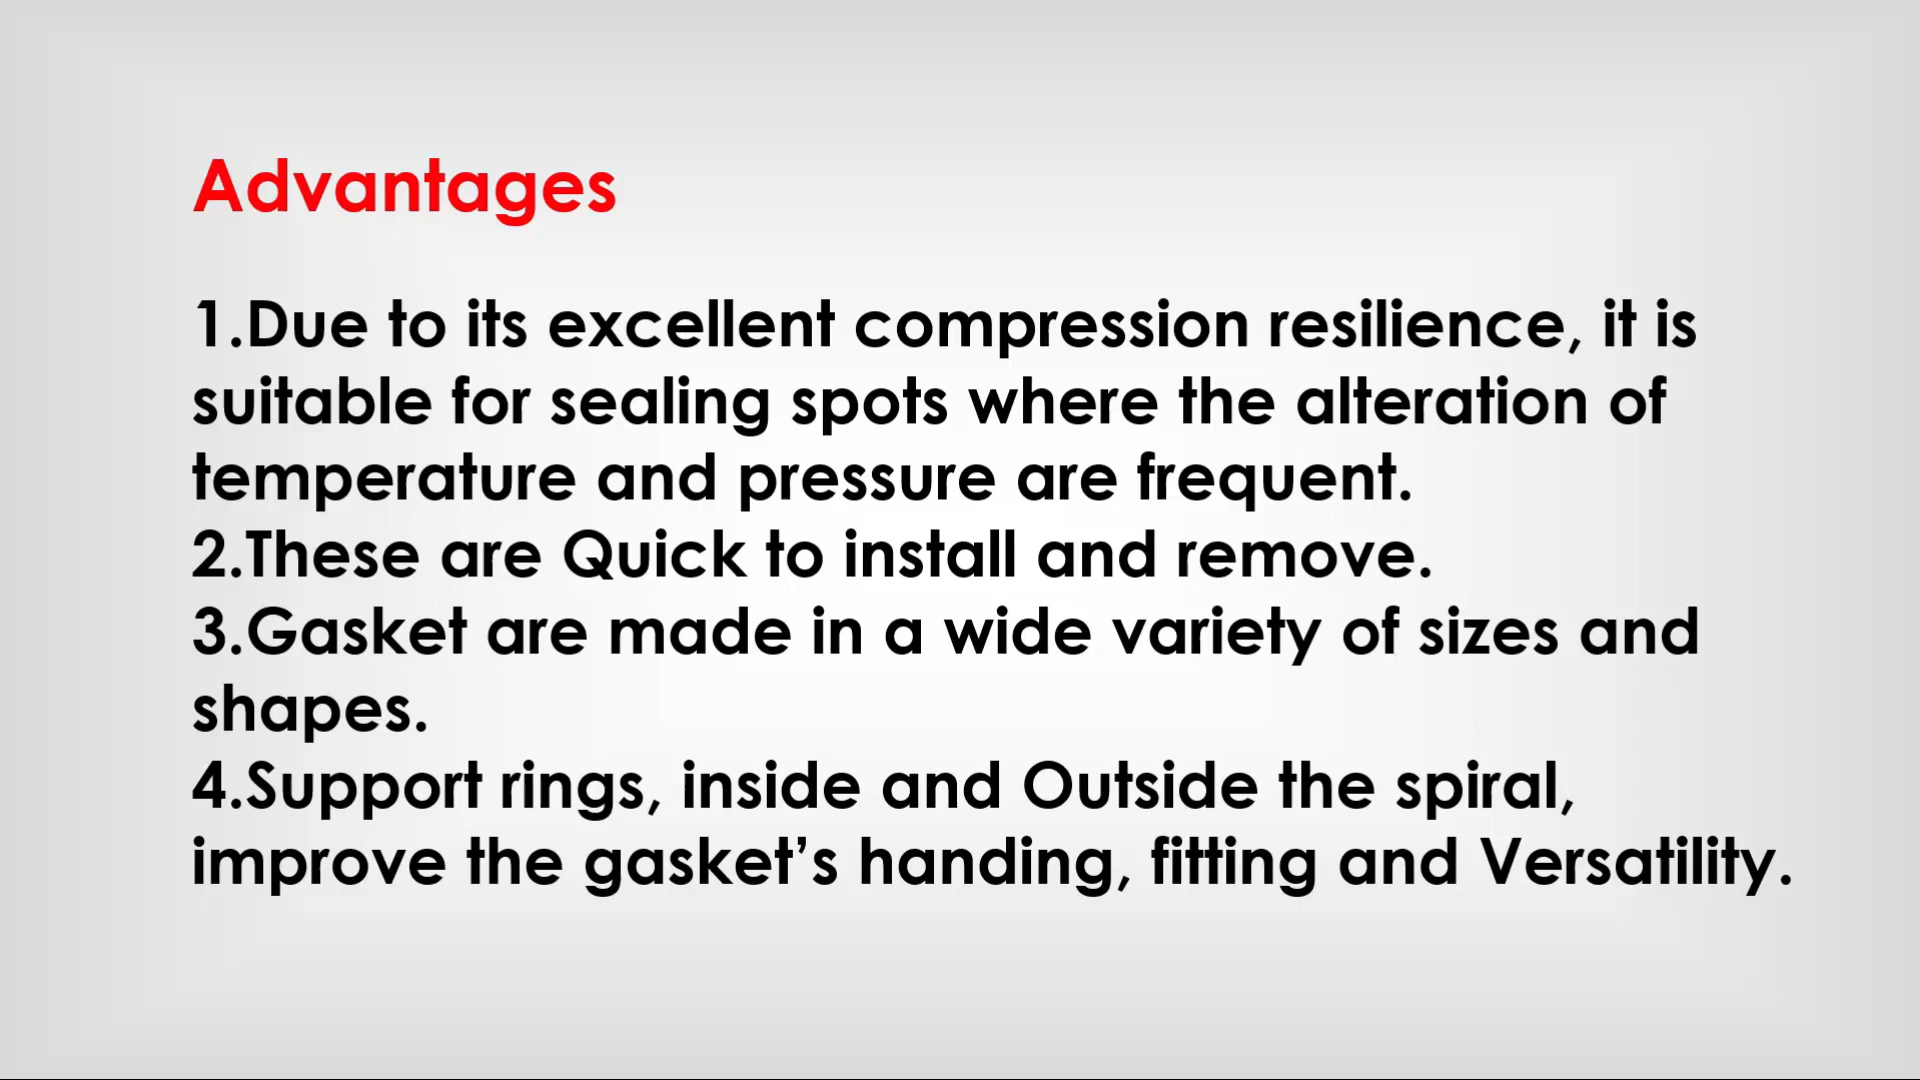 Advantages
1.Due to its excellent compression resilience, it is
suitable for sealing spots where the alteration of
temperature and pressure are frequent.
2.These are Quick to install and remove.
3.Gasket are made in a wide variety of sizes and
shapes.
4.Support rings, inside and Outside the spiral,
improve the gasket’s handing, fitting and Versatility.